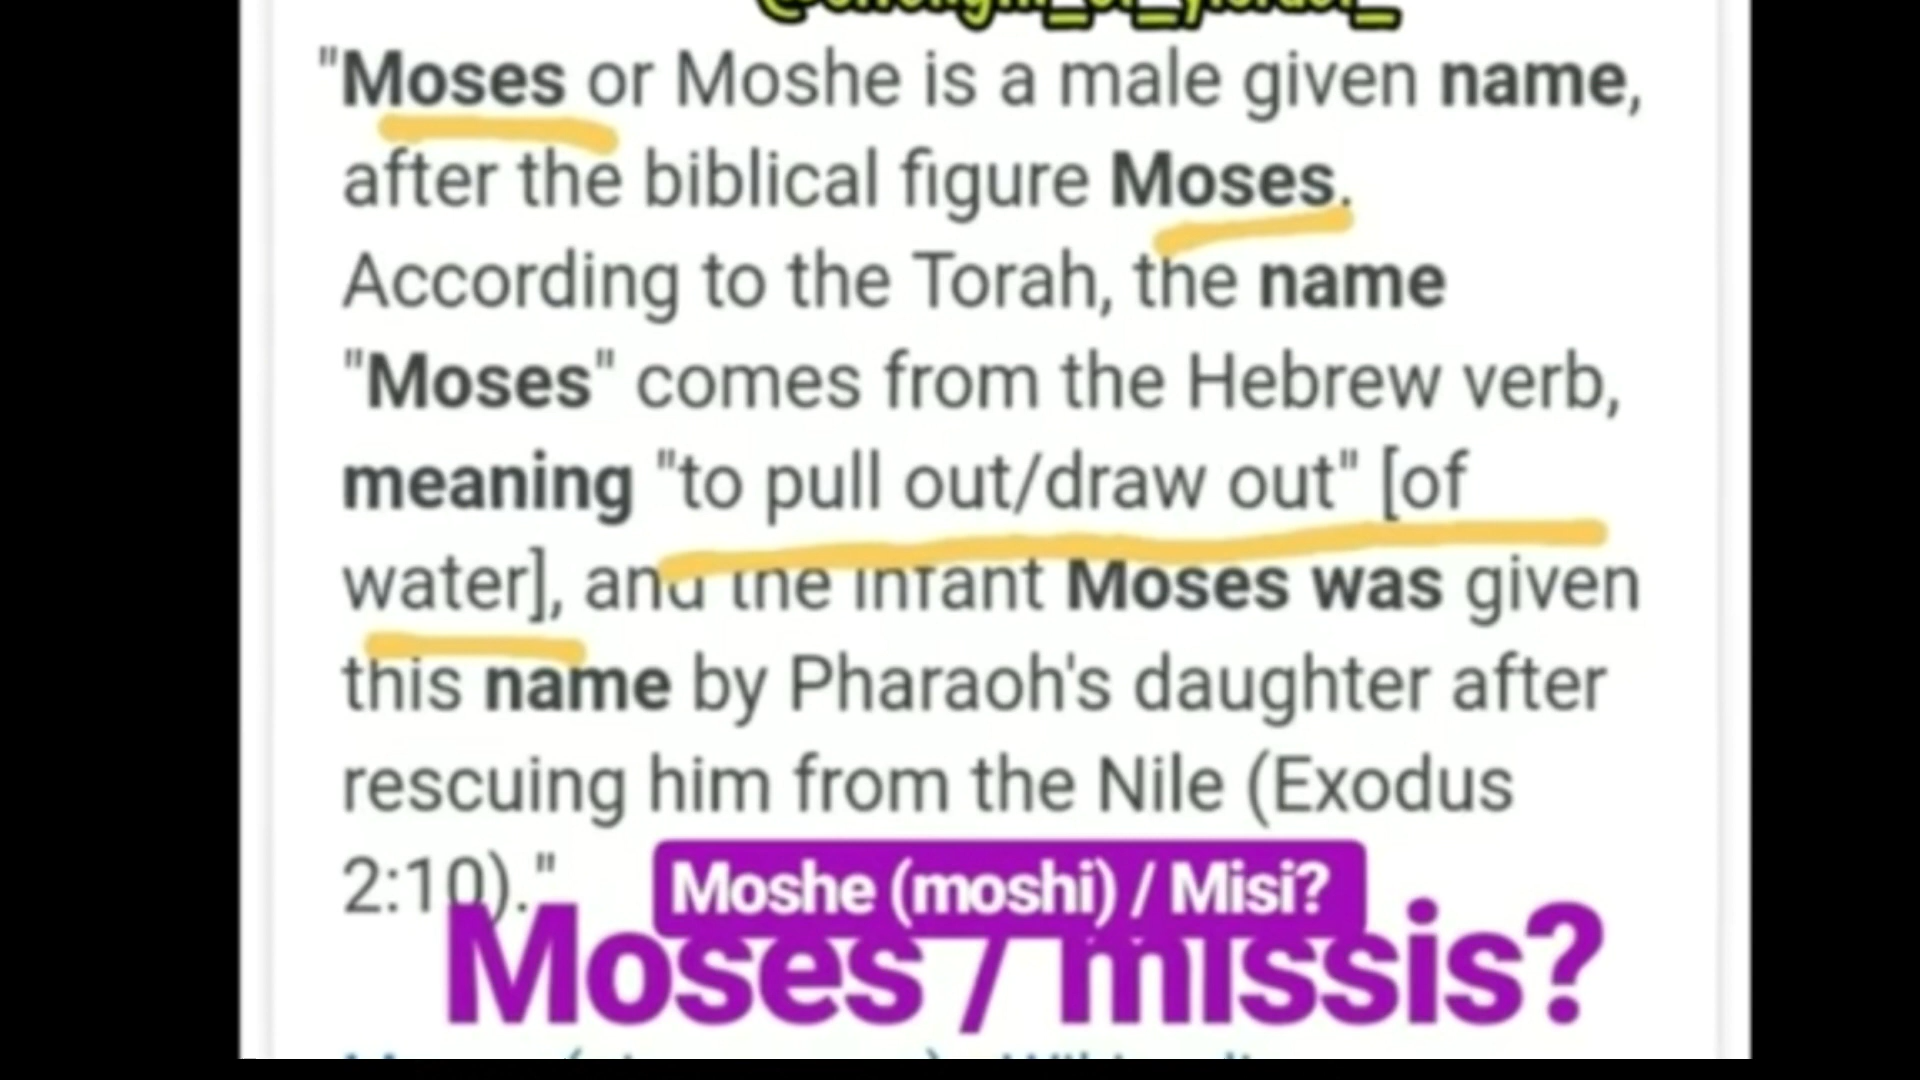 "Moses or Moshe is a male given name,
after the biblical figure Moses.
According to the Torah, the name
"Moses" comes from the Hebrew verb,
meaning "to pull out/draw out" [of
water], and the infant Moses was given
this name by Pharaoh's daughter after
rescuing him from the Nile (Exodus
2:10)."
Moshe (moshi) / Misi?
Moses / missis?